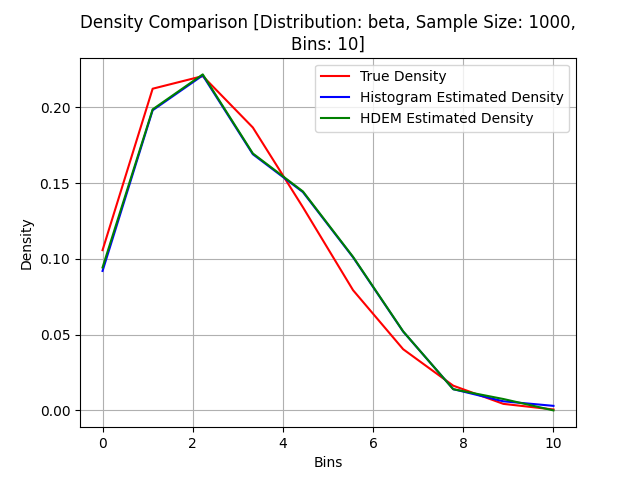 Density Comparison [Distribution: beta, Sample Size: 1000,
Bins: 10]
True Density
Histogram Estimated Density
HDEM Estimated Density
Density
0.20
0.15
0.10
0.05
0.00
0 2 4 6 8 10
Bins